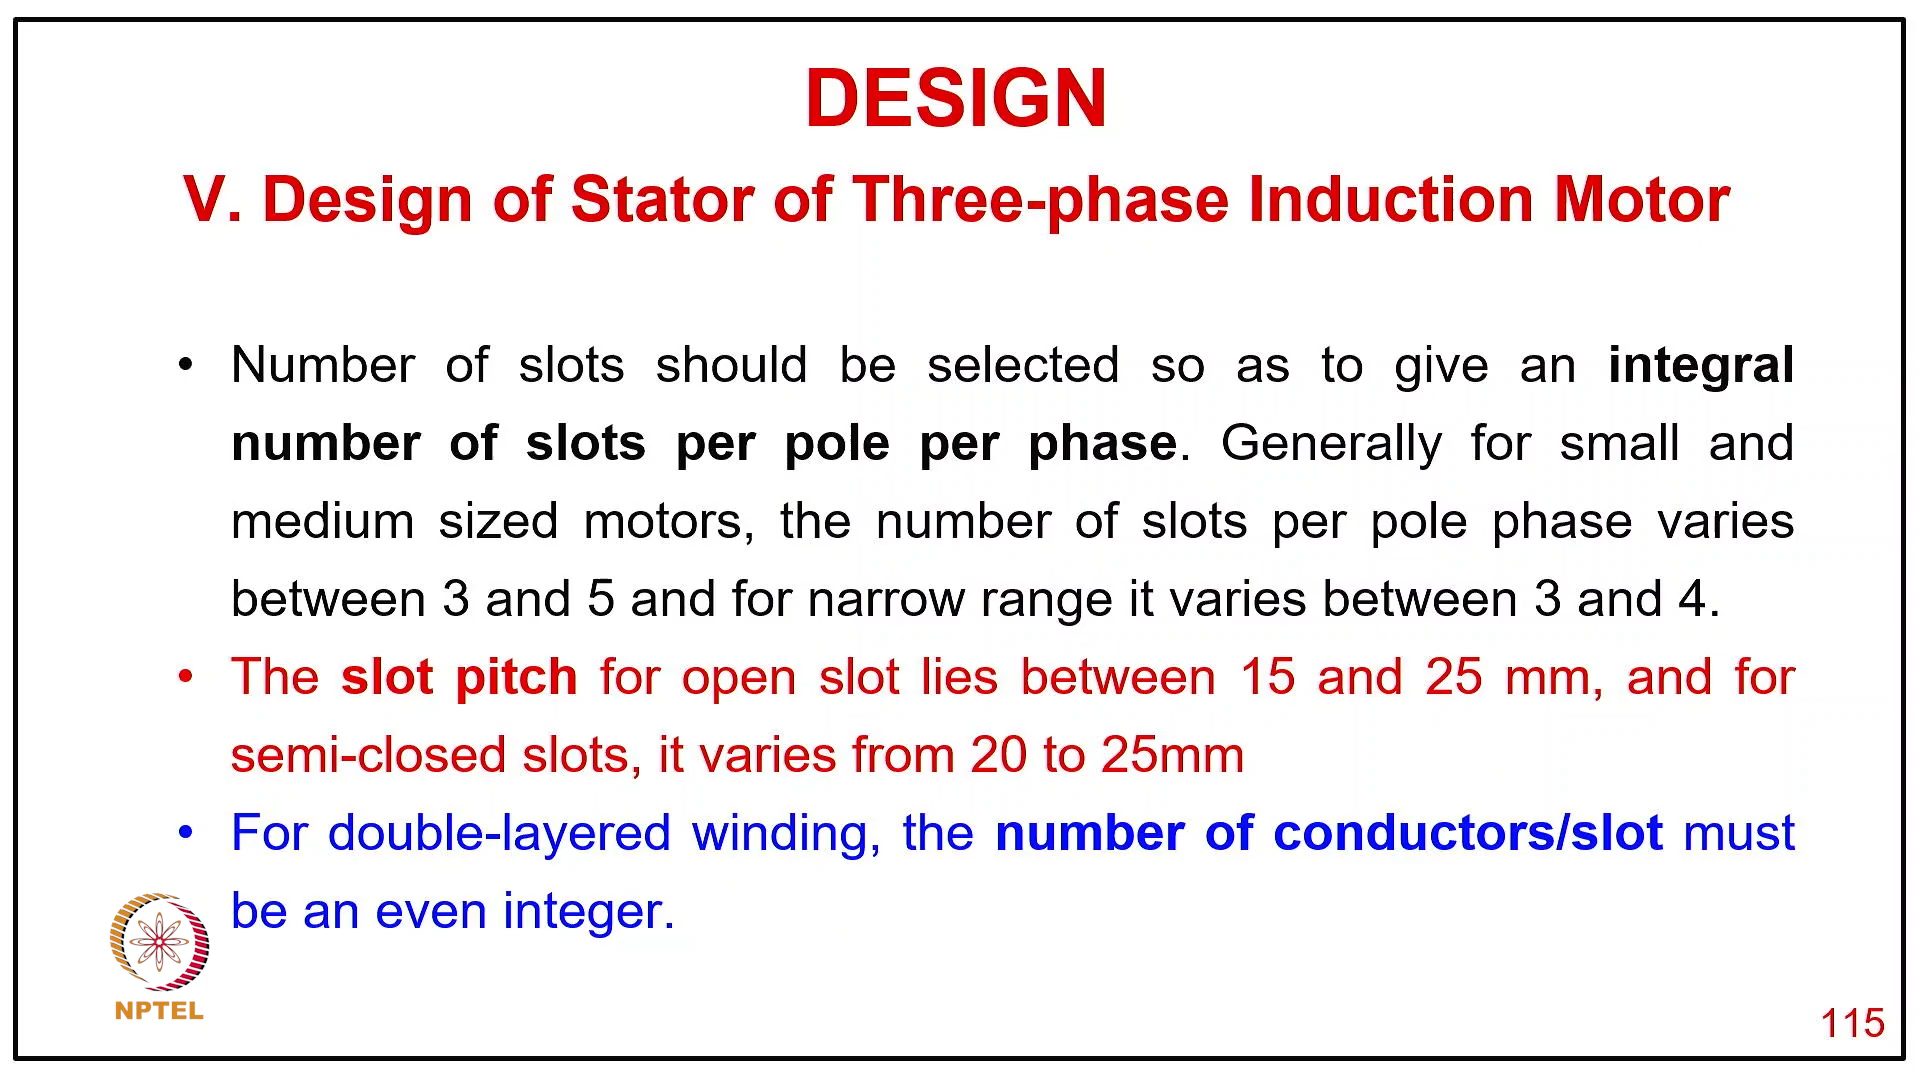 DESIGN
V. Design of Stator of Three-phase Induction Motor
• Number of slots should be selected so as to give an integral
number of slots per pole per phase. Generally for small and
medium sized motors, the number of slots per pole phase varies
between 3 and 5 and for narrow range it varies between 3 and 4.
• The slot pitch for open slot lies between 15 and 25 mm, and for
semi-closed slots, it varies from 20 to 25mm
• For double-layered winding, the number of conductors/slot must
be an even integer.
NPTEL
115